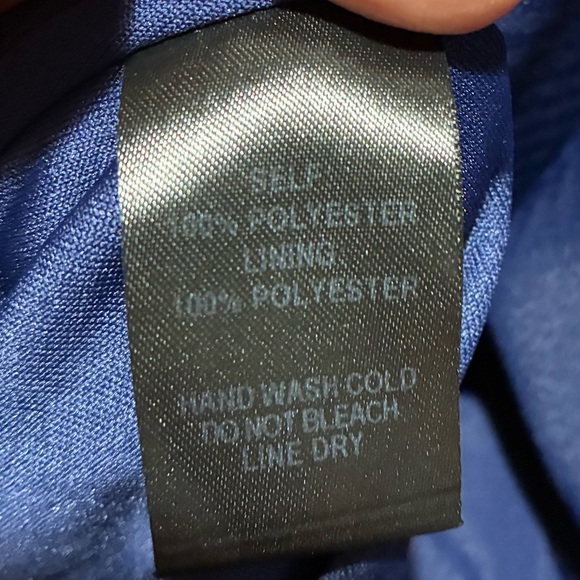 SELF
100% POLYESTER
LINING
100% POLYESTER
HAND WASH COLD
DO NOT BLEACH
LINE DRY